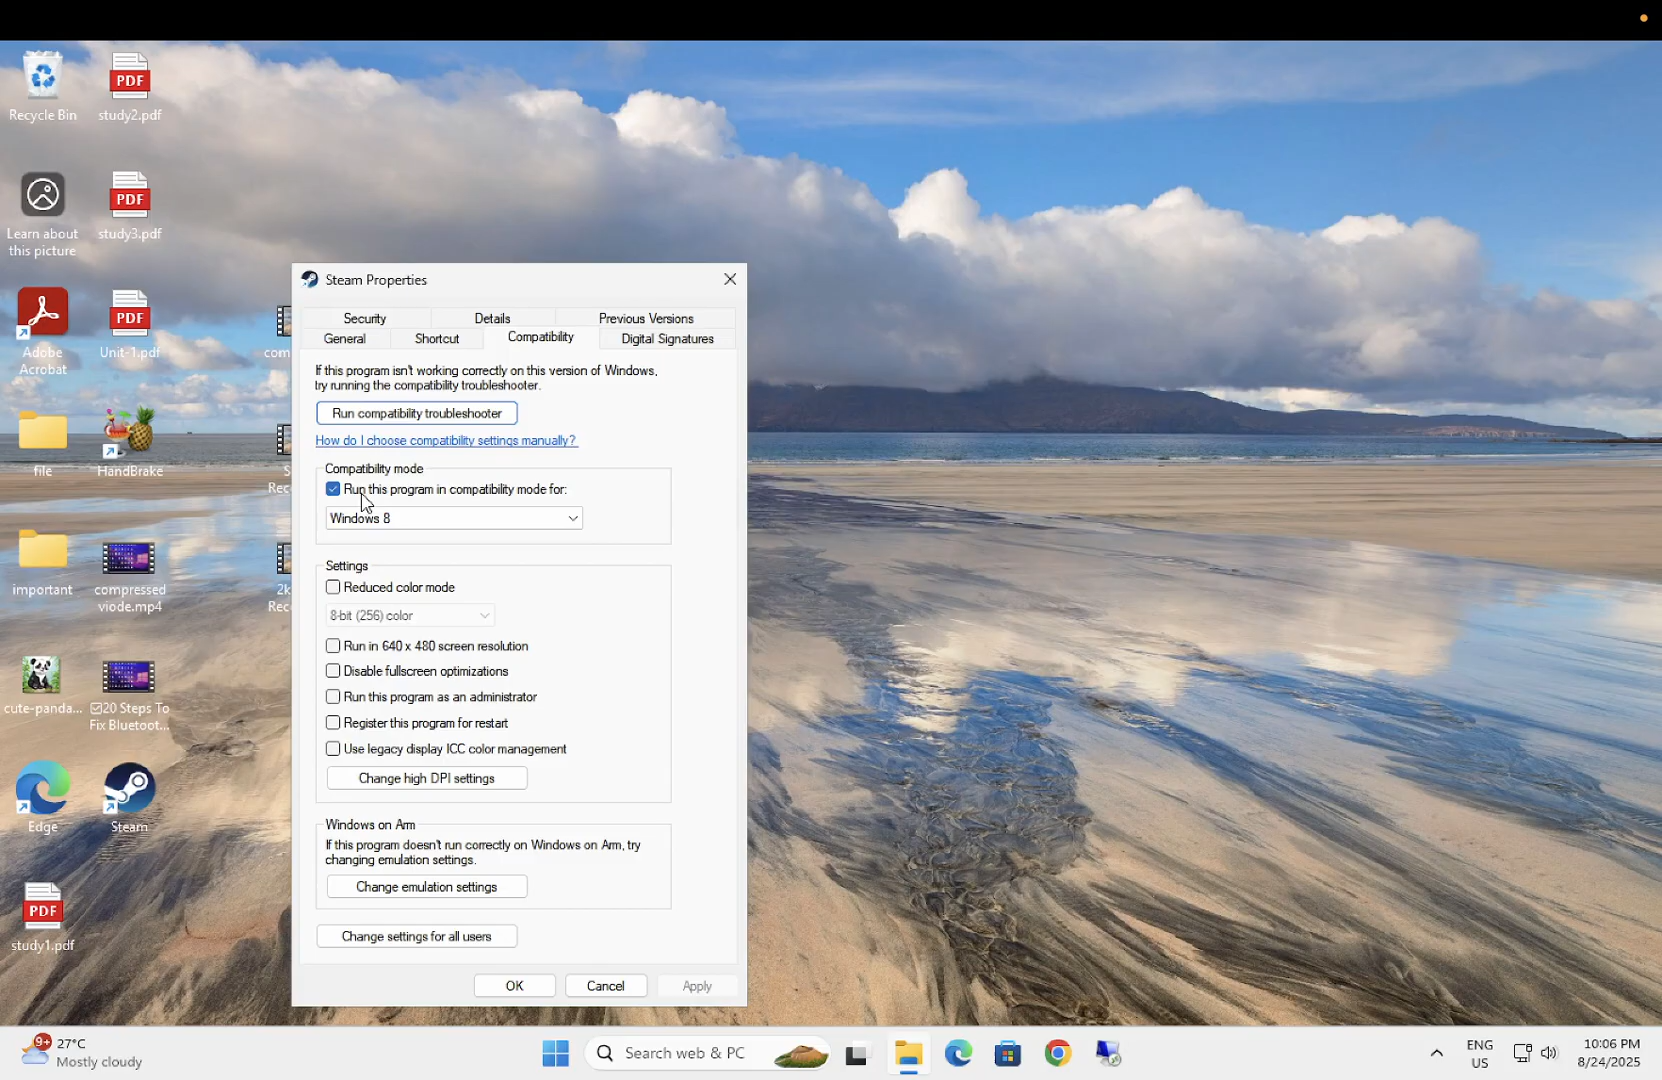 Recycle Bin
study2.pdf
Learn about
this picture
study3.pdf
Adobe
Acrobat
Unit-1.pdf
com
file
HandBrake
S
Rec
important
compressed
viode.mp4
2k
Rec
cute-panda...
☑20 Steps To
Fix Bluetoot...
Edge
Steam
PDF
PDF
PDF
PDF
study1.pdf
Steam Properties
Security
Details
Previous Versions
General
Shortcut
Compatibility
Digital Signatures
If this program isn't working correctly on this version of Windows,
try running the compatibility troubleshooter.
Run compatibility troubleshooter
How do I choose compatibility settings manually?
Compatibility mode
Run this program in compatibility mode for:
Windows 8
Settings
Reduced color mode
8-bit (256) color
Run in 640 x 480 screen resolution
Disable fullscreen optimizations
Run this program as an administrator
Register this program for restart
Use legacy display ICC color management
Change high DPI settings
Windows on Arm
If this program doesn't run correctly on Windows on Arm, try
changing emulation settings.
Change emulation settings
Change settings for all users
OK
Cancel
Apply
9+
27°C
Mostly cloudy
Search web & PC
ENG
US
10:06 PM
8/24/2025